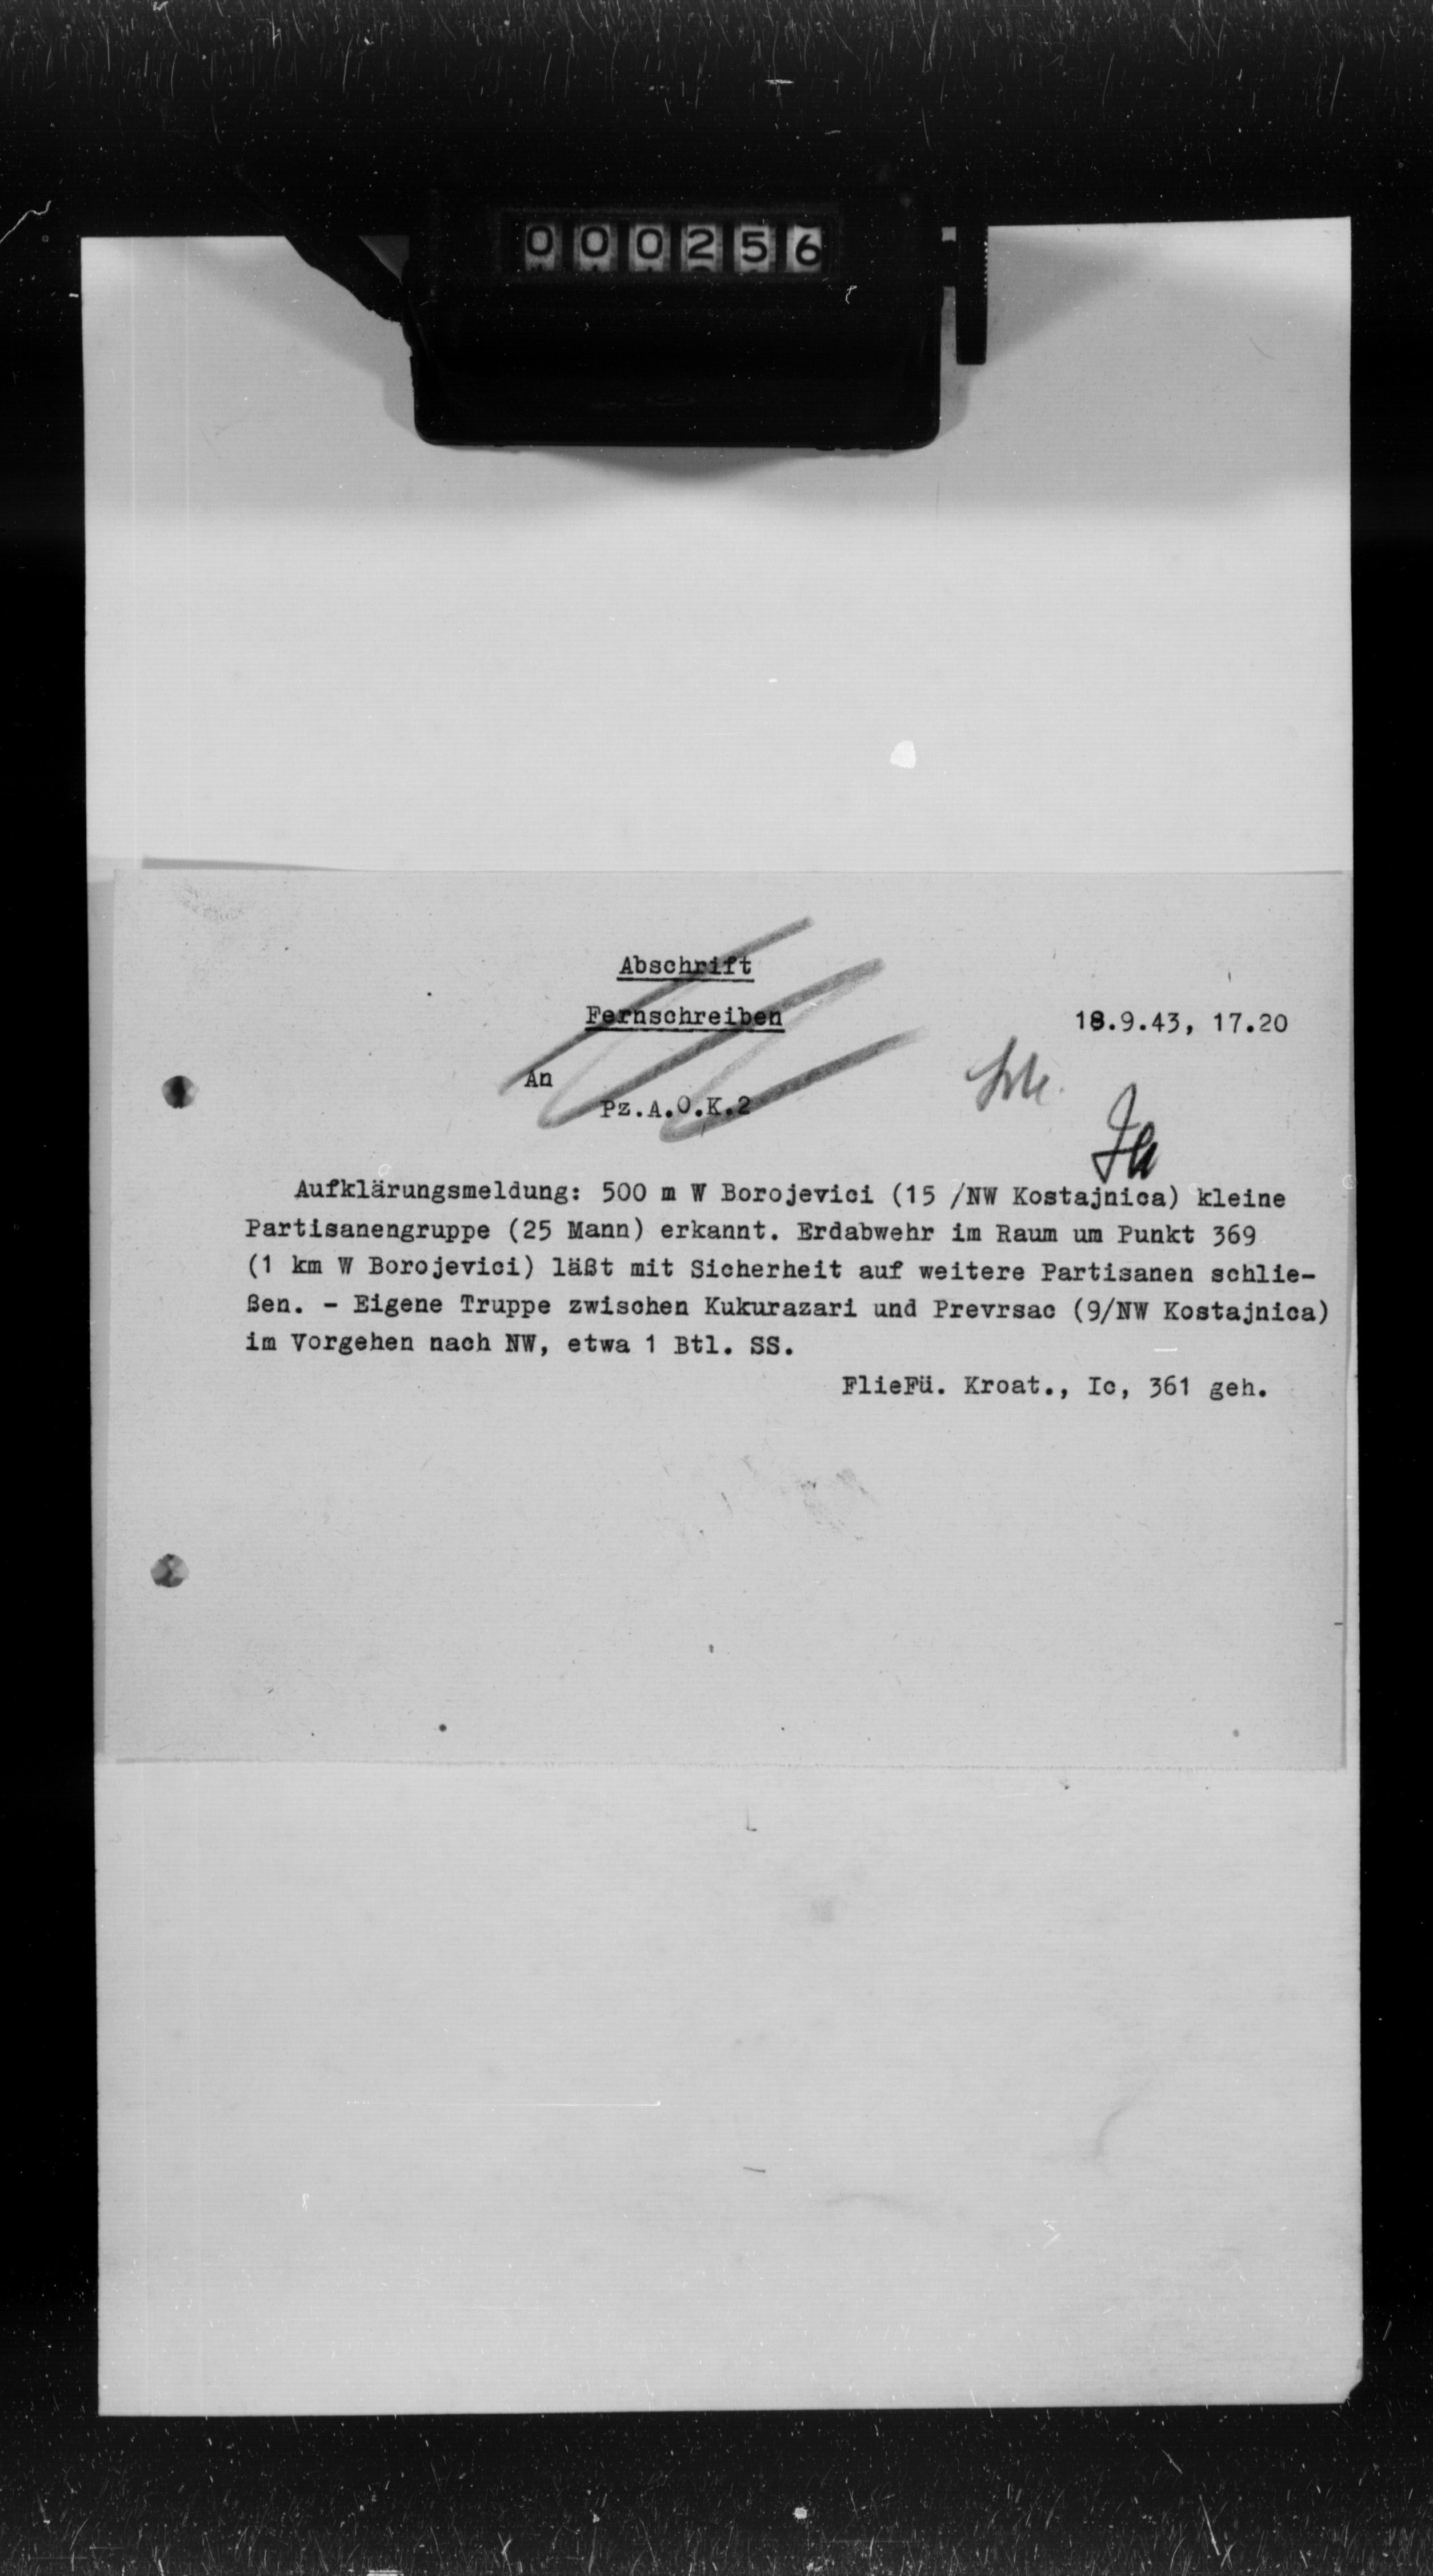 000256
Abschrift
Fernschreiben
18.9.43, 17.20
An
Pz.A.O.K.2
Aufklärungsmeldung: 500 m W Borojevici (15 /NW Kostajnica) kleine
Partisanengruppe (25 Mann) erkannt. Erdabwehr im Raum um Punkt 369
(1 km W Borojevici) läßt mit Sicherheit auf weitere Partisanen schlie-
ßen. - Eigene Truppe zwischen Kukurazari und Prevrsac (9/NW Kostajnica)
im Vorgehen nach NW, etwa 1 Btl. SS.
FlieFü. Kroat., Ic, 361 geh.